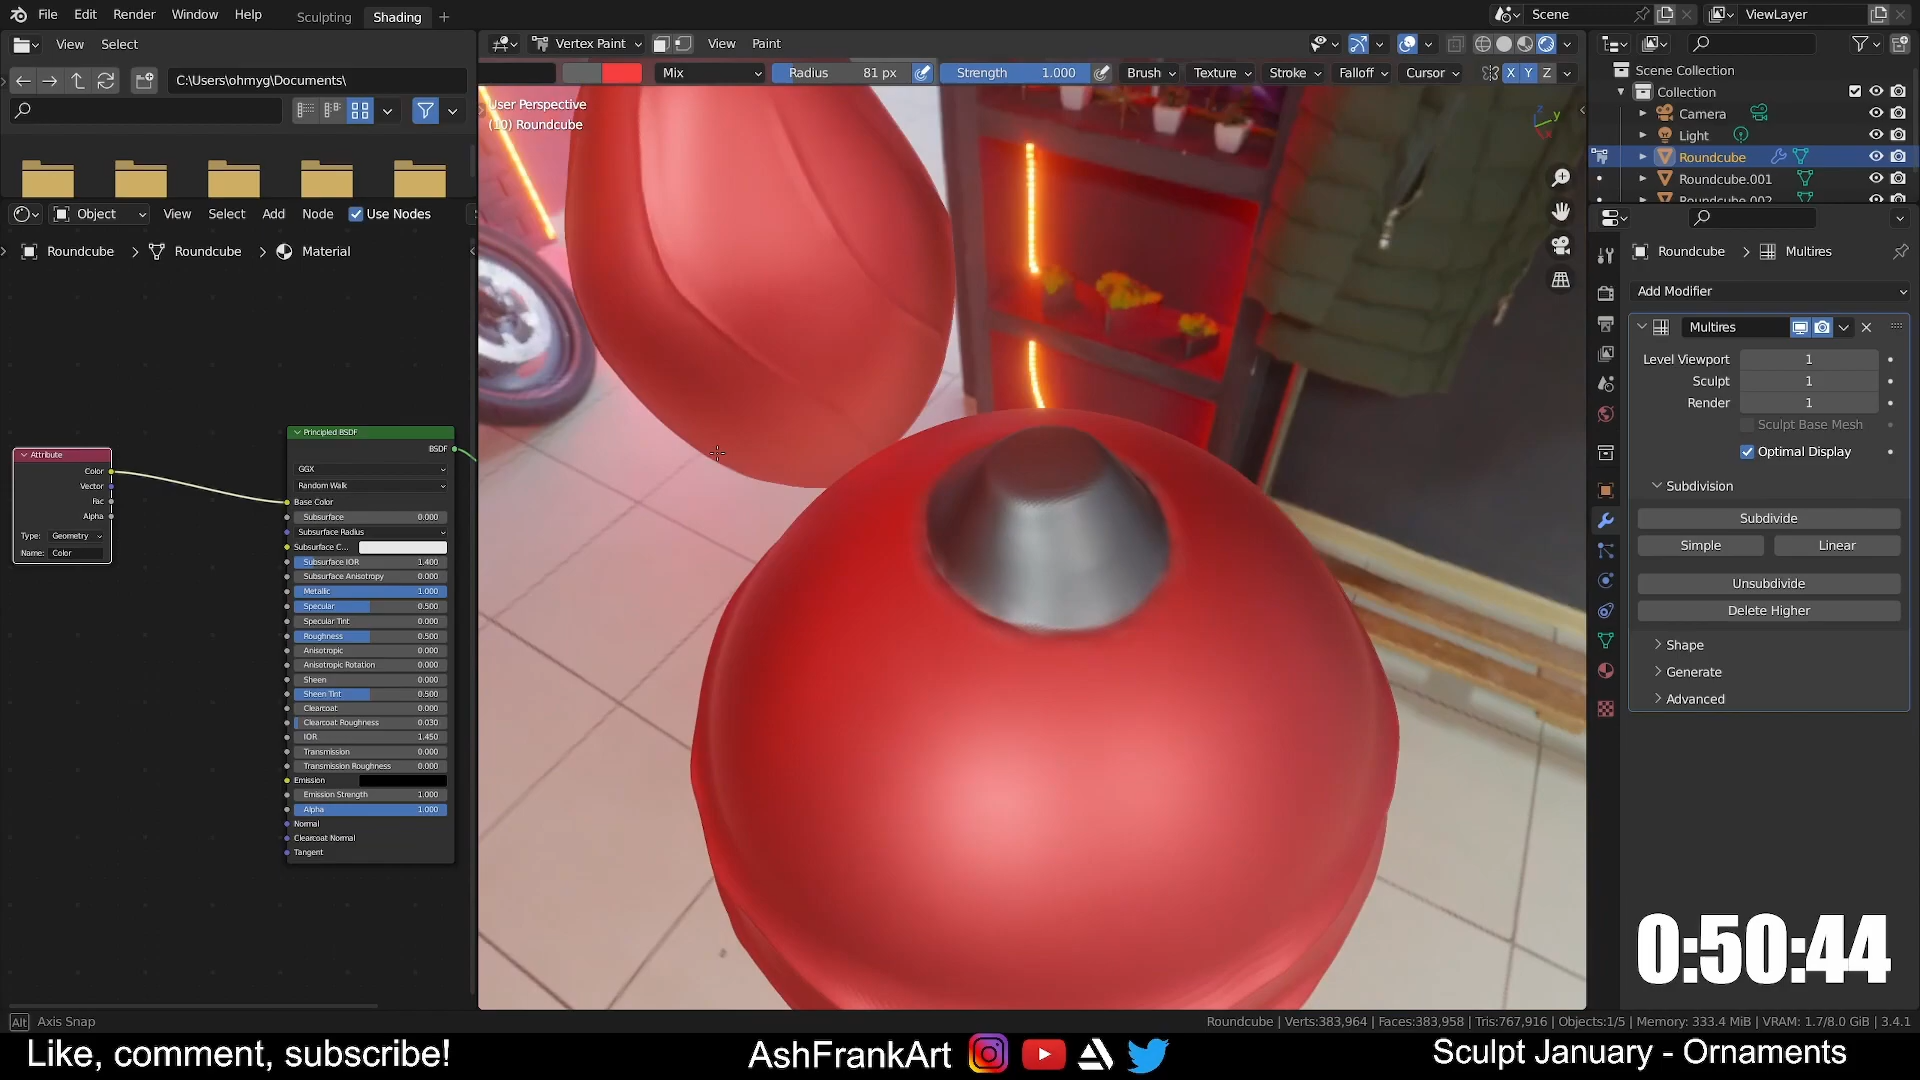 File Edit Render Window Help Sculpting Shading + Scene ViewLayer
View Select
C:\Users\ohmyg\Documents\
Object View Select Add Node Use Nodes
Roundcube > Roundcube > Material
Attribute
Color
Vector
Fac
Alpha
Type: Geometry
Name: Color
Principled BSDF
BSDF
GGX
Random Walk
Base Color
Subsurface 0.000
Subsurface Radius
Subsurface C...
Subsurface IOR 1.400
Subsurface Anisotropy 0.000
Metallic 1.000
Specular 0.500
Specular Tint 0.000
Roughness 0.500
Anisotropic 0.000
Anisotropic Rotation 0.000
Sheen 0.000
Sheen Tint 0.500
Clearcoat 0.000
Clearcoat Roughness 0.030
IOR 1.450
Transmission 0.000
Transmission Roughness 0.000
Emission
Emission Strength 1.000
Alpha 1.000
Normal
Clearcoat Normal
Tangent
Vertex Paint View Paint
Mix Radius 81 px Strength 1.000 Brush Texture Stroke Falloff Cursor X Y Z
User Perspective
(10) Roundcube
Z Y X
Scene Collection
Collection
Camera
Light
Roundcube
Roundcube.001
Roundcube.002
Roundcube > Multires
Add Modifier
Multires
Level Viewport 1
Sculpt 1
Render 1
Sculpt Base Mesh
Optimal Display
Subdivision
Subdivide
Simple Linear
Unsubdivide
Delete Higher
Shape
Generate
Advanced
0:50:44
Alt Axis Snap
Roundcube | Verts:383,964 | Faces:383,958 | Tris:767,916 | Objects:1/5 | Memory: 333.4 MiB | VRAM: 1.7/8.0 GiB | 3.4.1
Like, comment, subscribe! AshFrankArt Sculpt January - Ornaments